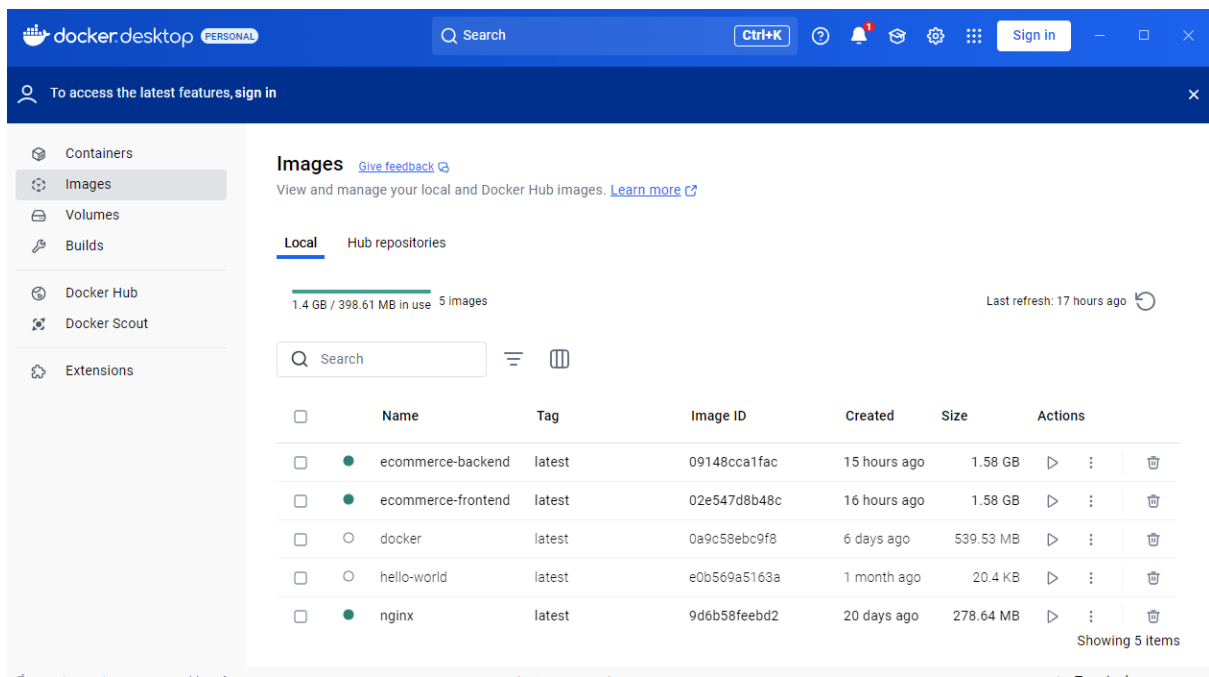 docker.desktop PERSONAL Search Ctrl+K 1 Sign in
To access the latest features, sign in
Containers
Images
Volumes
Builds
Docker Hub
Docker Scout
Extensions
Images Give feedback
View and manage your local and Docker Hub images. Learn more
Local Hub repositories
1.4 GB / 398.61 MB in use 5 images Last refresh: 17 hours ago
Search
Name Tag Image ID Created Size Actions
ecommerce-backend latest 09148cca1fac 15 hours ago 1.58 GB
ecommerce-frontend latest 02e547d8b48c 16 hours ago 1.58 GB
docker latest 0a9c58ebc9f8 6 days ago 539.53 MB
hello-world latest e0b569a5163a 1 month ago 20.4 KB
nginx latest 9d6b58feebd2 20 days ago 278.64 MB
Showing 5 items